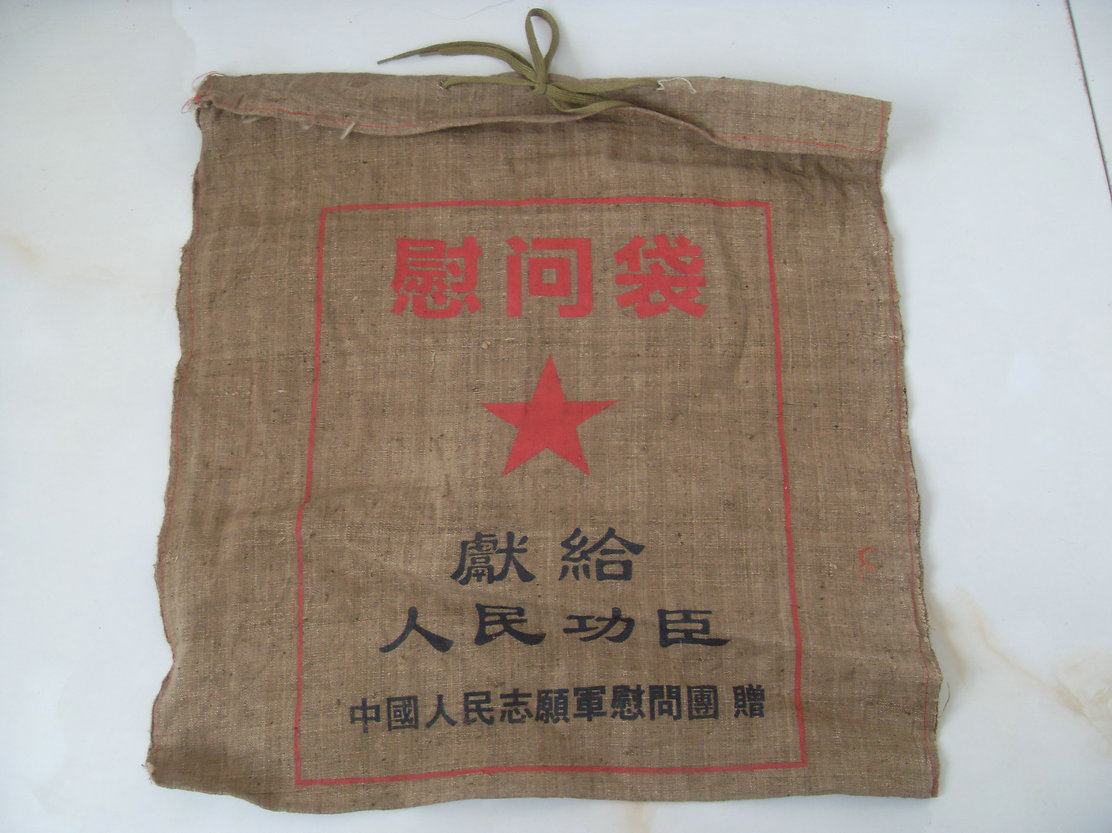 慰问袋
獻給
人民功臣
中國人民志願軍慰問團 贈